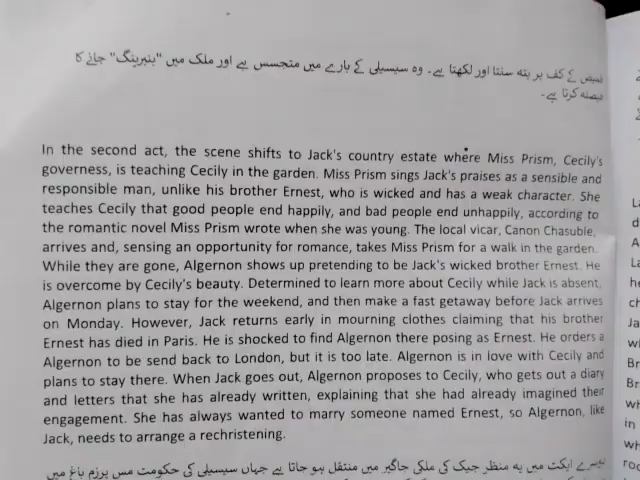 قمیض کے کف پر پتہ سنتا اور لکھتا ہے۔ وہ سیسیلی کے بارے میں متجسس ہے اور ملک میں "بنبرینگ" جانے کا
فیصلہ کرتا ہے۔
In the second act, the scene shifts to Jack's country estate where Miss Prism, Cecily's
governess, is teaching Cecily in the garden. Miss Prism sings Jack's praises as a sensible and
responsible man, unlike his brother Ernest, who is wicked and has a weak character. She
teaches Cecily that good people end happily, and bad people end unhappily, according to
the romantic novel Miss Prism wrote when she was young. The local vicar, Canon Chasuble,
arrives and, sensing an opportunity for romance, takes Miss Prism for a walk in the garden.
While they are gone, Algernon shows up pretending to be Jack's wicked brother Ernest. He
is overcome by Cecily's beauty. Determined to learn more about Cecily while Jack is absent,
Algernon plans to stay for the weekend, and then make a fast getaway before Jack arrives
on Monday. However, Jack returns early in mourning clothes claiming that his brother
Ernest has died in Paris. He is shocked to find Algernon there posing as Ernest. He orders a
Algernon to be send back to London, but it is too late. Algernon is in love with Cecily and
plans to stay there. When Jack goes out, Algernon proposes to Cecily, who gets out a diary
and letters that she has already written, explaining that she had already imagined their
engagement. She has always wanted to marry someone named Ernest, so Algernon, like
Jack, needs to arrange a rechristening.
ایکٹ میں یہ منظر جیک کی ملکی جاگیر میں منتقل ہو جاتا ہے جہاں سیسیلی کی حکومت مس پرزم باغ میں